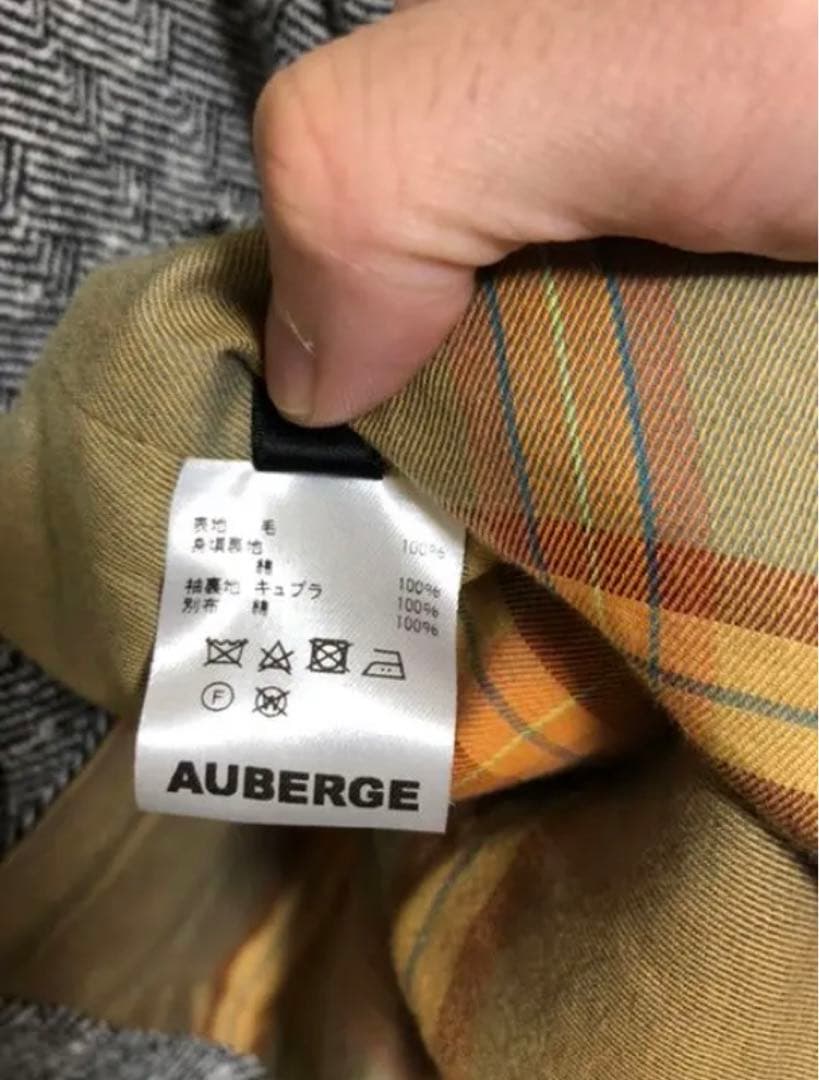 表地 毛 100%
身頃裏地
綿 100%
袖裏地 キュプラ 100%
別布 綿 100%
F
W
AUBERGE